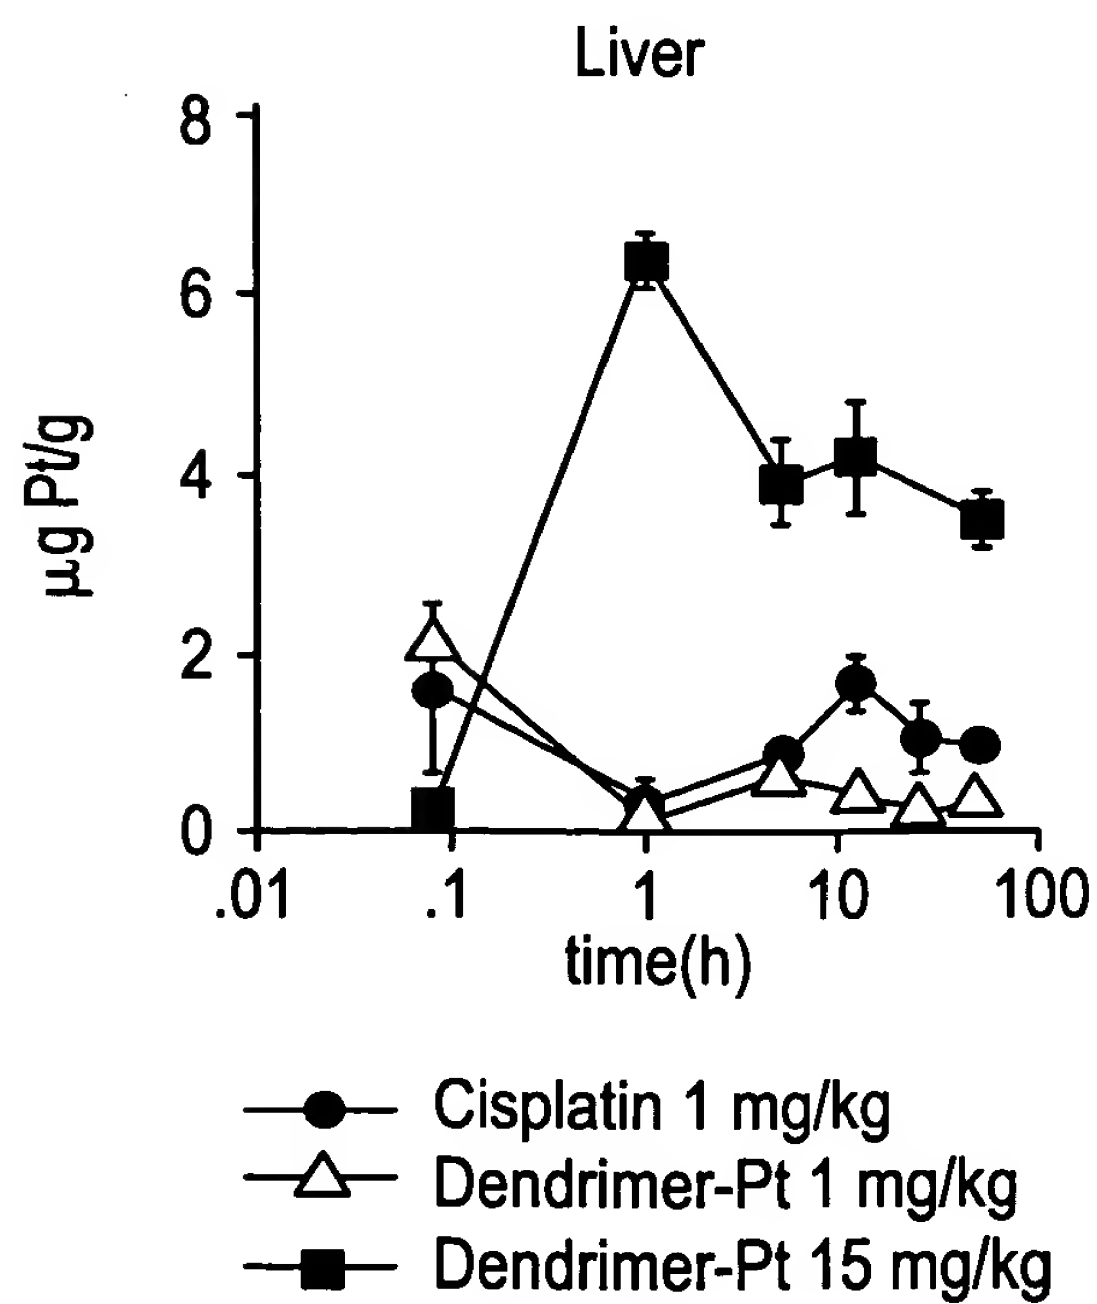 Liver
8
6
4
2
0
μg Pt/g
.01 .1 1 10 100
time(h)
Cisplatin 1 mg/kg
Dendrimer-Pt 1 mg/kg
Dendrimer-Pt 15 mg/kg